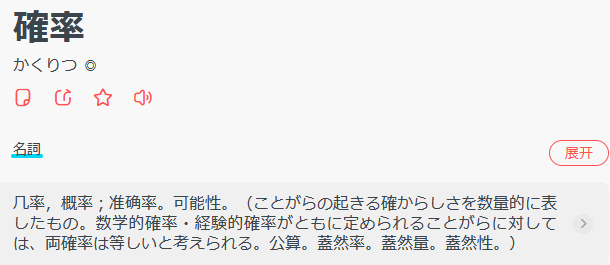 確率
かくりつ ◎
名詞
展开
几率，概率；准确率。可能性。（ことがらの起きる確からしさを数量的に表
したもの。数学的確率・経験的確率がともに定められることがらに対して
は、両確率は等しいと考えられる。公算。蓋然率。蓋然量。蓋然性。）